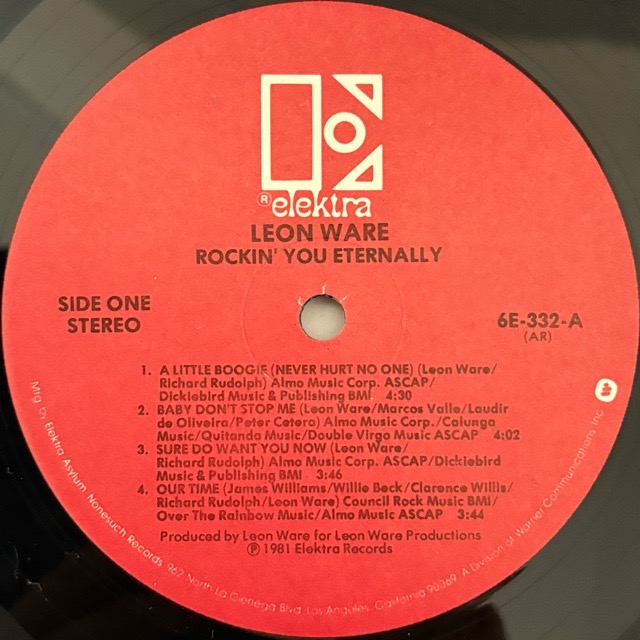 ® elektra
LEON WARE
ROCKIN' YOU ETERNALLY
SIDE ONE
STEREO
6E-332-A
(AR)
1. A LITTLE BOOGIE (NEVER HURT NO ONE) (Leon Ware/
Richard Rudolph) Almo Music Corp. ASCAP/
Dicklebird Music & Publishing BMI 4:30
2. BABY DON'T STOP ME (Leon Ware/Marcos Valle/Laudir
de Oliveira/Peter Cetera) Almo Music Corp./Calunga
Music/Quitanda Music/Double Virgo Music ASCAP 4:02
3. SURE DO WANT YOU NOW (Leon Ware/
Richard Rudolph) Almo Music Corp. ASCAP/Dicklebird
Music & Publishing BMI 3:46
4. OUR TIME (James Williams/Willie Beck/Clarence Willis/
Richard Rudolph/Leon Ware) Council Rock Music BMI/
Over The Rainbow Music/Almo Music ASCAP 3:44
Produced by Leon Ware for Leon Ware Productions
℗ 1981 Elektra Records
Mfg. by Elektra/Asylum/Nonesuch Records, 962 North La Cienega Blvd., Los Angeles, California 90069. A Division of Warner Communications Inc.